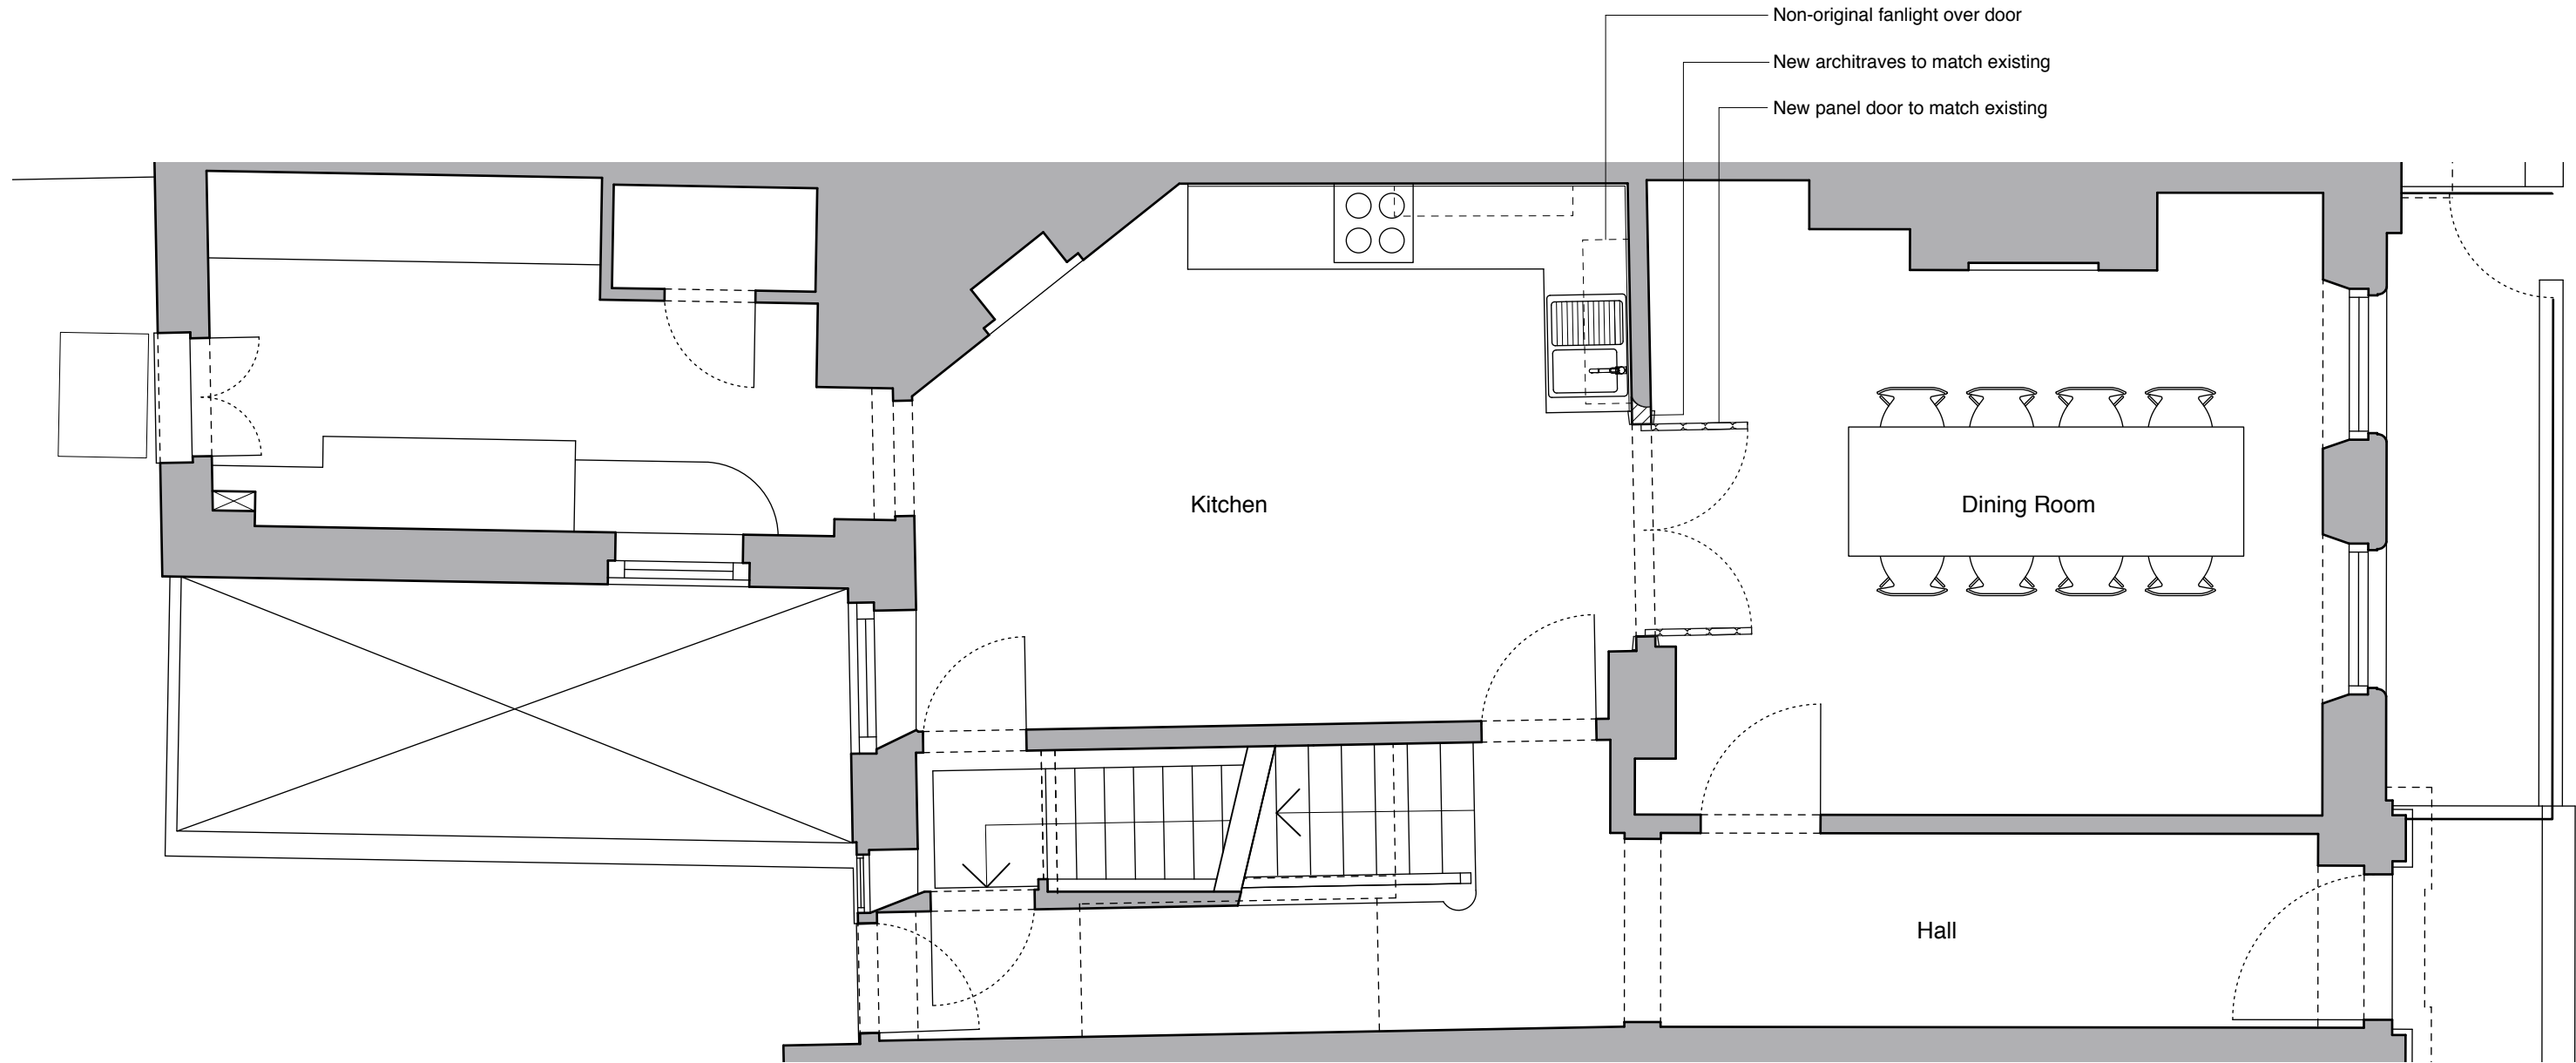 Non-original fanlight over door
New architraves to match existing
New panel door to match existing
Kitchen
Dining Room
Hall